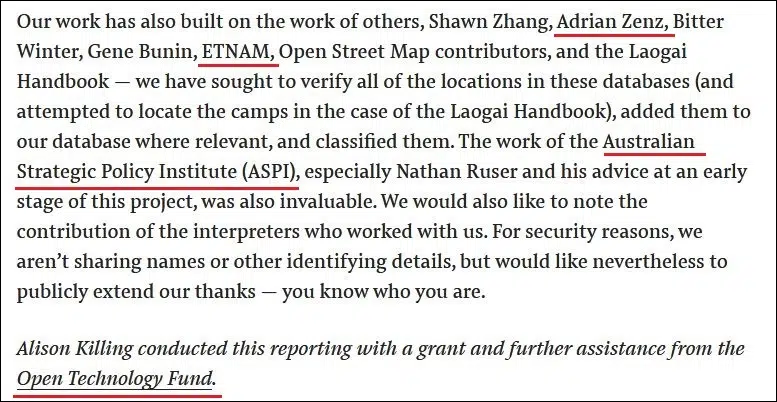 Our work has also built on the work of others, Shawn Zhang, Adrian Zenz, Bitter
Winter, Gene Bunin, ETNAM, Open Street Map contributors, and the Laogai
Handbook — we have sought to verify all of the locations in these databases (and
attempted to locate the camps in the case of the Laogai Handbook), added them to
our database where relevant, and classified them. The work of the Australian
Strategic Policy Institute (ASPI), especially Nathan Ruser and his advice at an early
stage of this project, was also invaluable. We would also like to note the
contribution of the interpreters who worked with us. For security reasons, we
aren’t sharing names or other identifying details, but would like nevertheless to
publicly extend our thanks — you know who you are.
Alison Killing conducted this reporting with a grant and further assistance from the
Open Technology Fund.